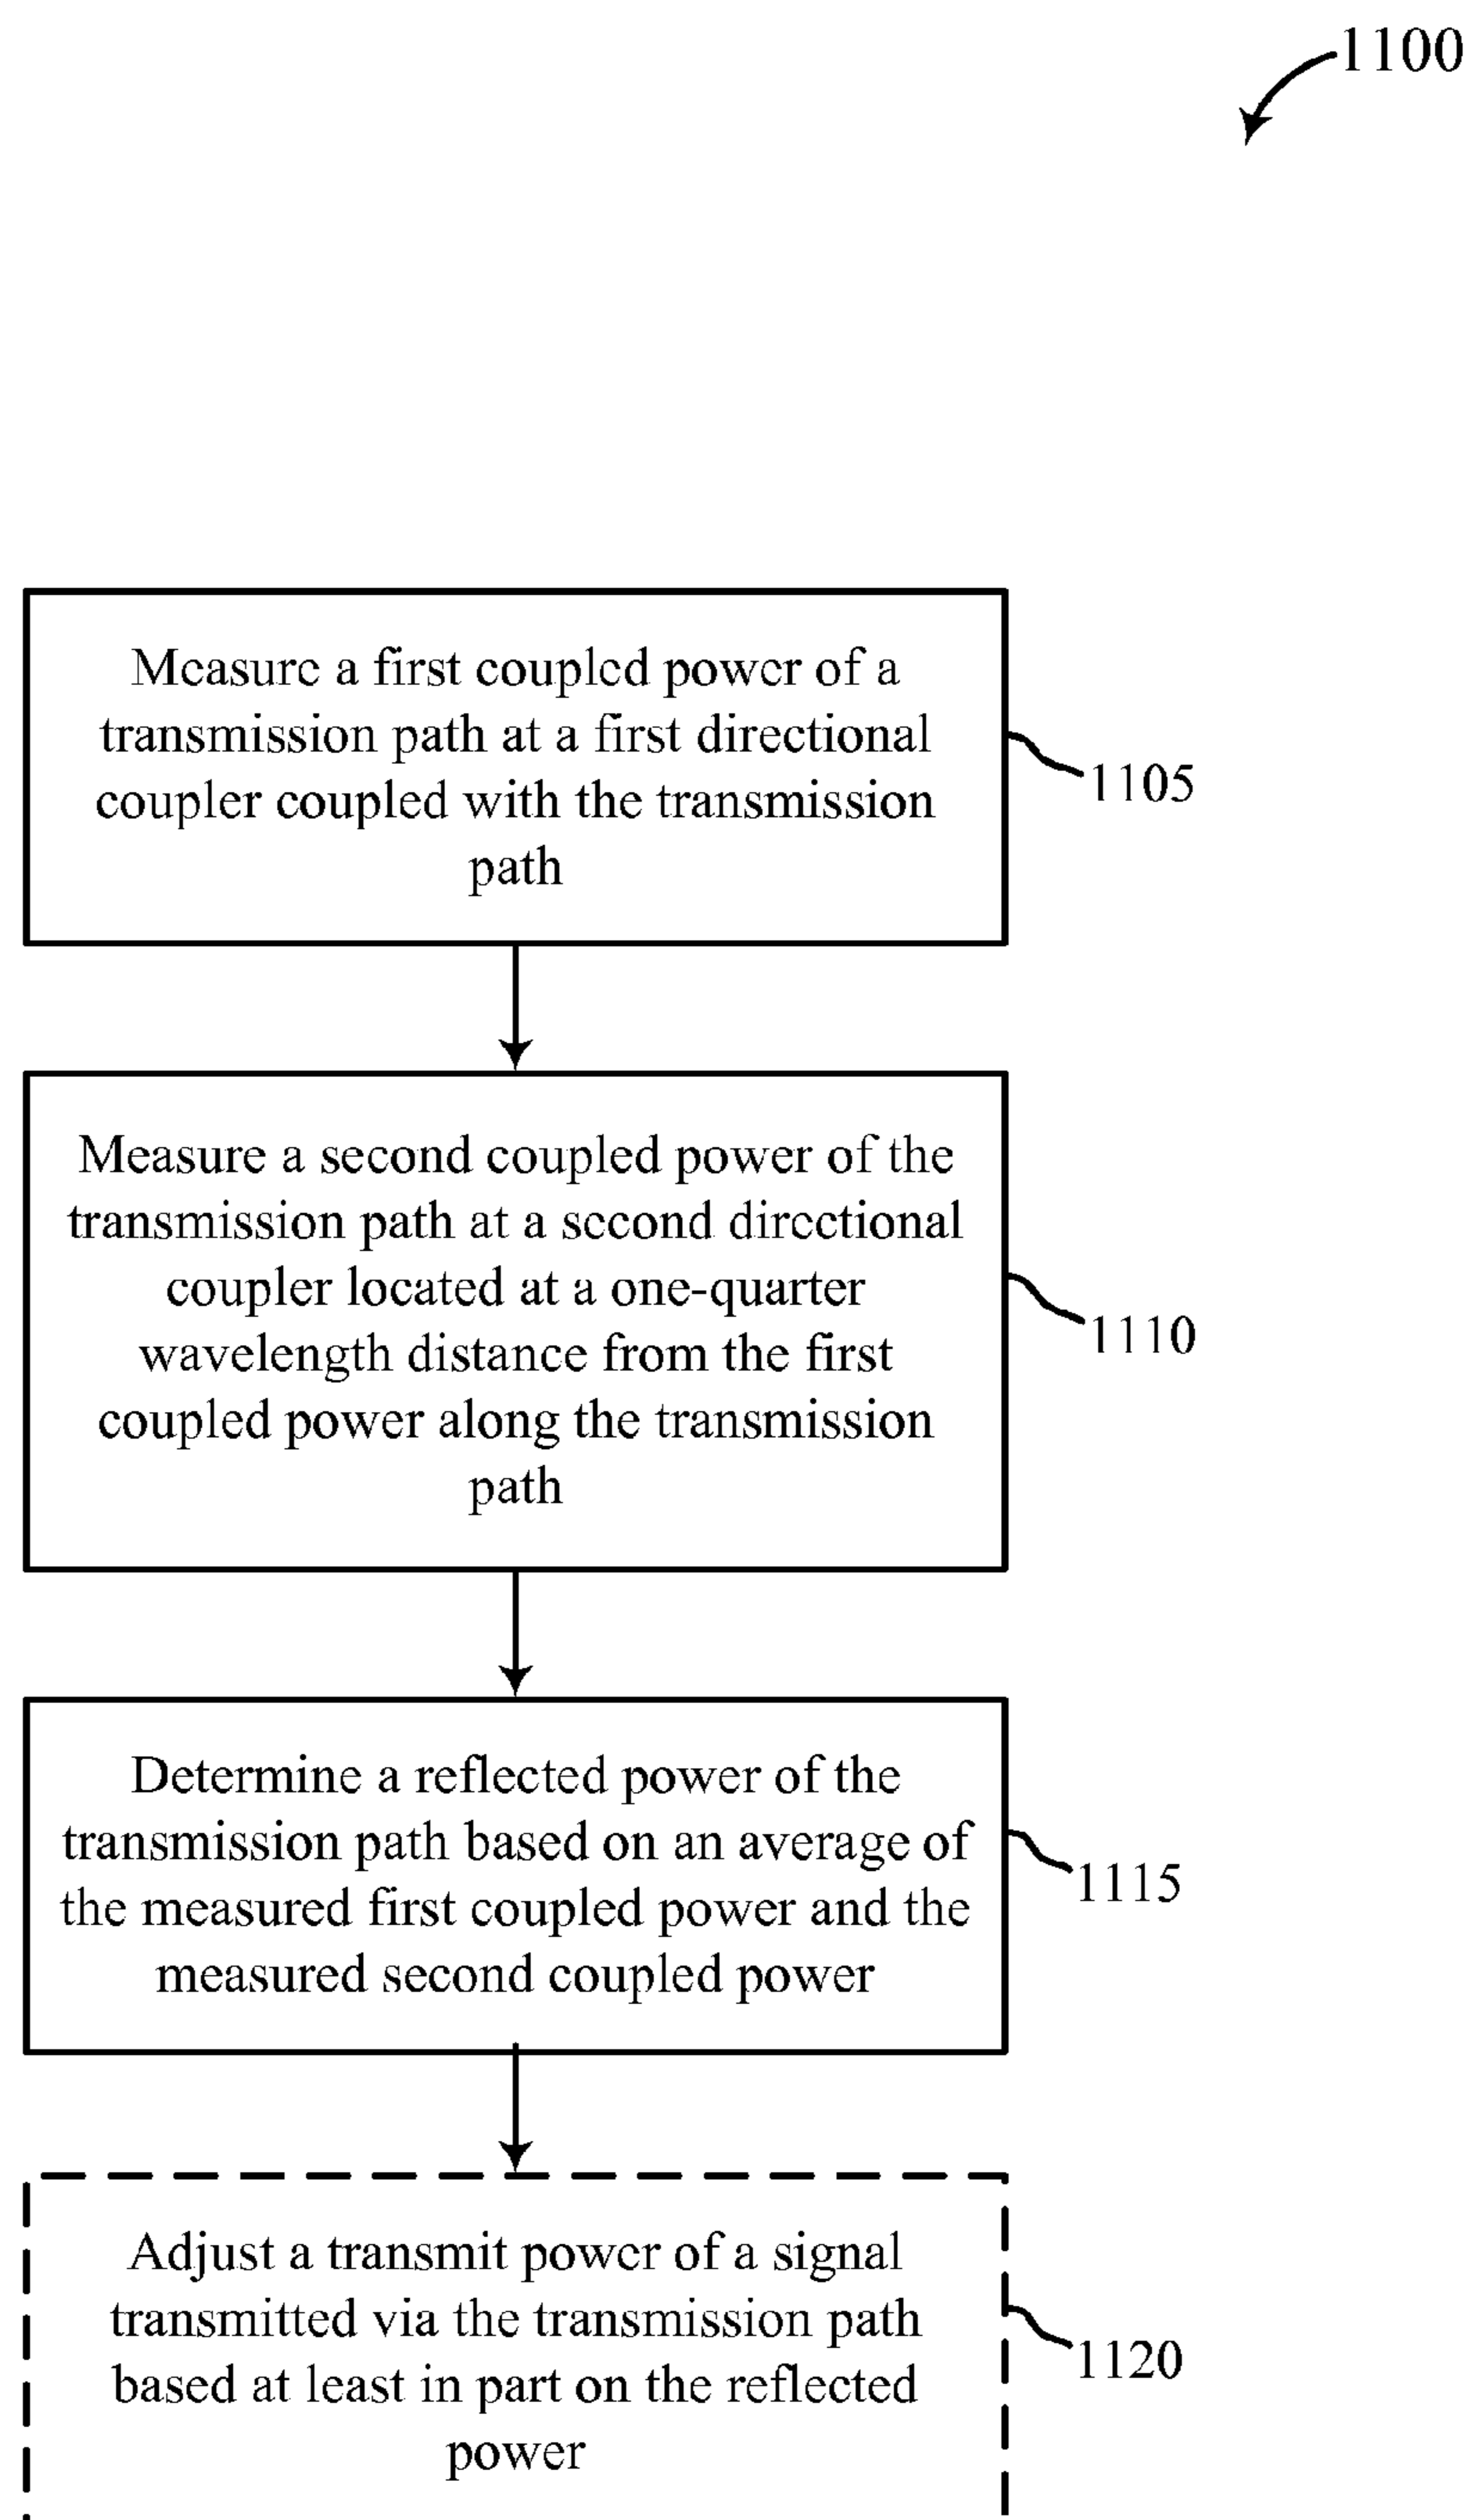 1100
Measure a first coupled power of a
transmission path at a first directional
coupler coupled with the transmission
path
1105
Measure a second coupled power of the
transmission path at a second directional
coupler located at a one-quarter
wavelength distance from the first
coupled power along the transmission
path
1110
Determine a reflected power of the
transmission path based on an average of
the measured first coupled power and the
measured second coupled power
1115
Adjust a transmit power of a signal
transmitted via the transmission path
based at least in part on the reflected
power
1120